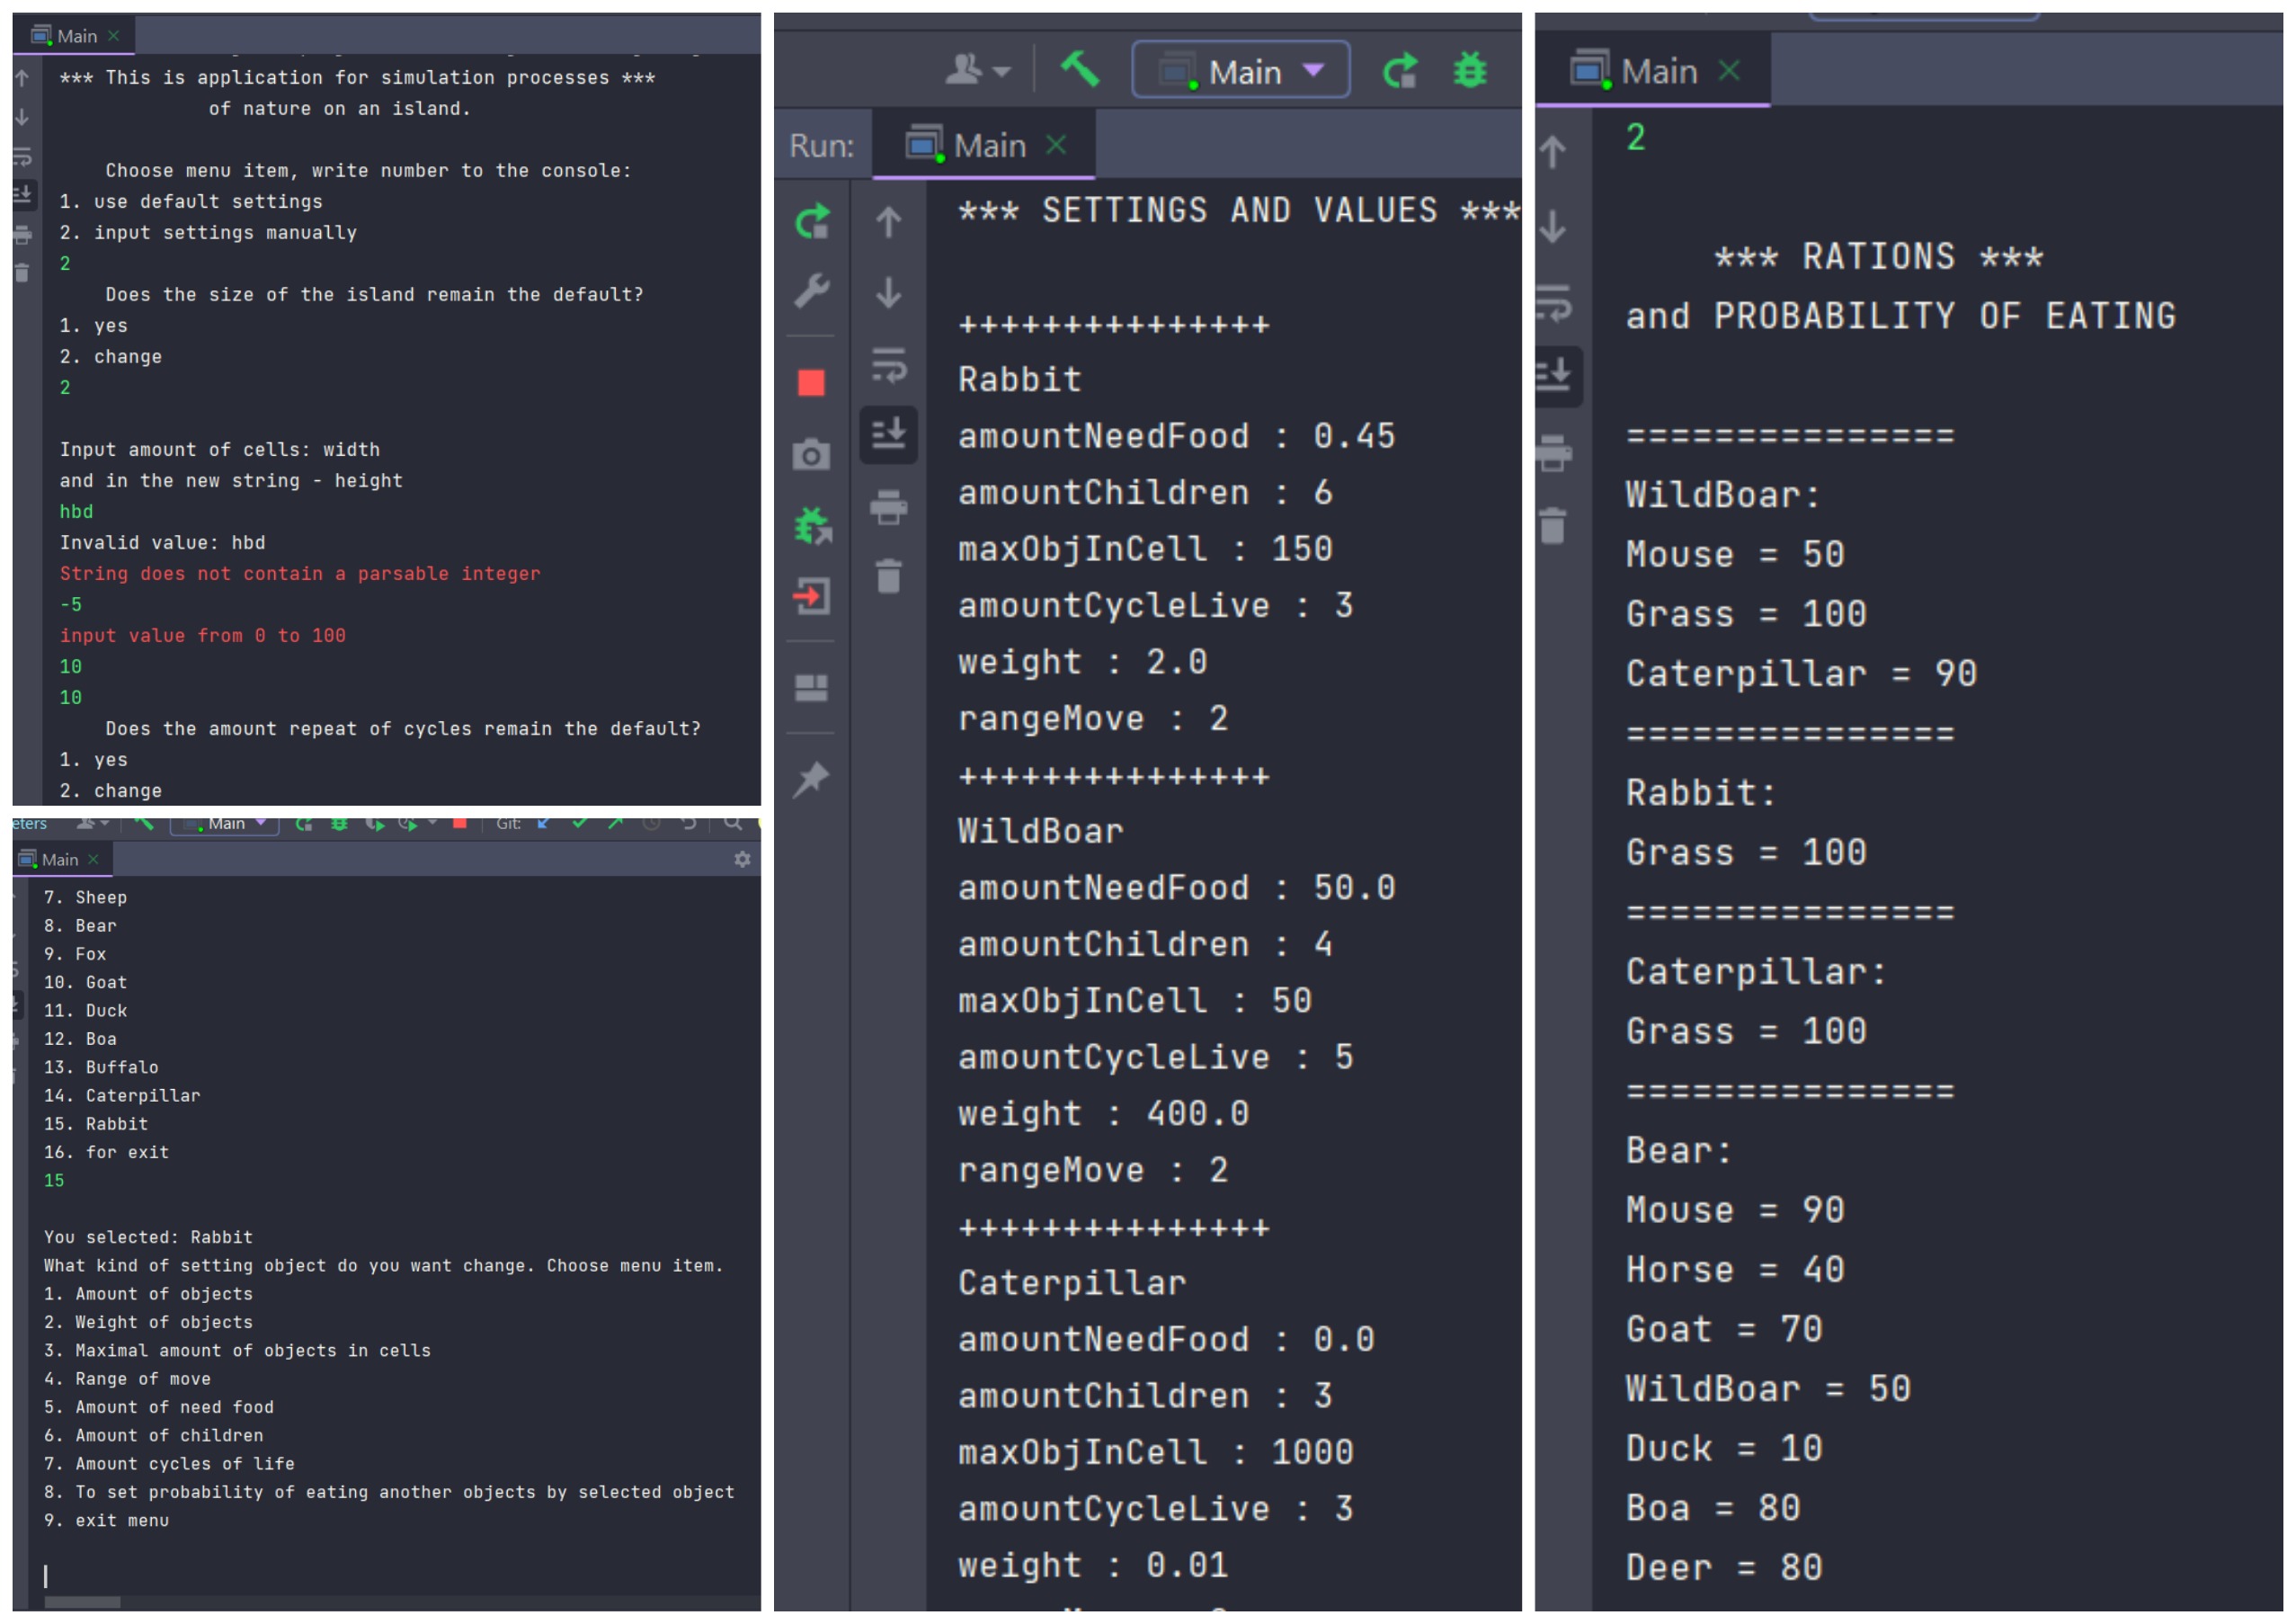 Main
*** This is application for simulation processes ***
of nature on an island.
Choose menu item, write number to the console:
1. use default settings
2. input settings manually
2
Does the size of the island remain the default?
1. yes
2. change
2
Input amount of cells: width
and in the new string - height
hbd
Invalid value: hbd
String does not contain a parsable integer
-5
input value from 0 to 100
10
10
Does the amount repeat of cycles remain the default?
1. yes
2. change
eters
Main
Git:
Main
7. Sheep
8. Bear
9. Fox
10. Goat
11. Duck
12. Boa
13. Buffalo
14. Caterpillar
15. Rabbit
16. for exit
15
You selected: Rabbit
What kind of setting object do you want change. Choose menu item.
1. Amount of objects
2. Weight of objects
3. Maximal amount of objects in cells
4. Range of move
5. Amount of need food
6. Amount of children
7. Amount cycles of life
8. To set probability of eating another objects by selected object
9. exit menu
Main
Run:
Main
*** SETTINGS AND VALUES ***
+++++++++++++++
Rabbit
amountNeedFood : 0.45
amountChildren : 6
maxObjInCell : 150
amountCycleLive : 3
weight : 2.0
rangeMove : 2
+++++++++++++++
WildBoar
amountNeedFood : 50.0
amountChildren : 4
maxObjInCell : 50
amountCycleLive : 5
weight : 400.0
rangeMove : 2
+++++++++++++++
Caterpillar
amountNeedFood : 0.0
amountChildren : 3
maxObjInCell : 1000
amountCycleLive : 3
weight : 0.01
Main
2
*** RATIONS ***
and PROBABILITY OF EATING
===============
WildBoar:
Mouse = 50
Grass = 100
Caterpillar = 90
===============
Rabbit:
Grass = 100
===============
Caterpillar:
Grass = 100
===============
Bear:
Mouse = 90
Horse = 40
Goat = 70
WildBoar = 50
Duck = 10
Boa = 80
Deer = 80